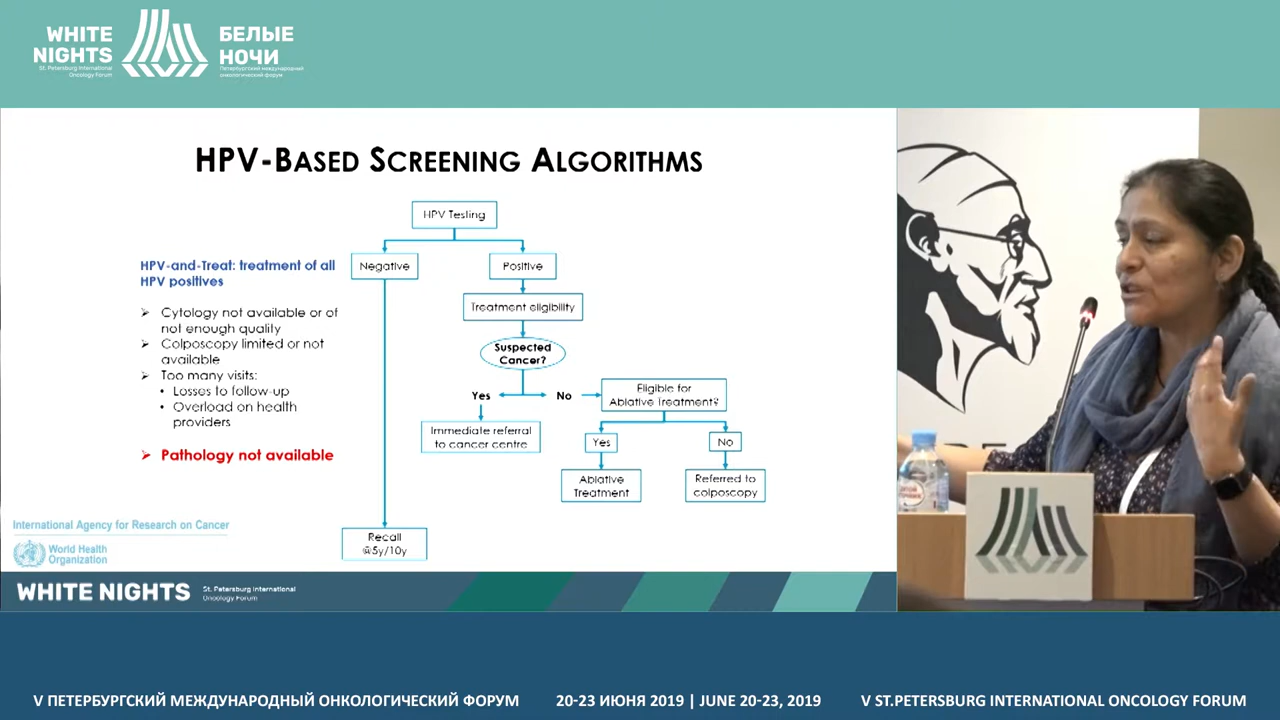 WHITE
NIGHTS
St. Petersburg International
Oncology Forum
БЕЛЫЕ
НОЧИ
Петербургский международный
онкологический форум
HPV-BASED SCREENING ALGORITHMS
HPV Testing
Negative
Positive
HPV-and-Treat: treatment of all
HPV positives
➢ Cytology not available or of
not enough quality
➢ Colposcopy limited or not
available
➢ Too many visits:
• Losses to follow-up
• Overload on health
providers
➢ Pathology not available
Treatment eligibility
Suspected
Cancer?
Yes
No
Eligible for
Ablative Treatment?
Immediate referral
to cancer centre
Yes
No
Ablative
Treatment
Referred to
colposcopy
Recall
@5y/10y
International Agency for Research on Cancer
World Health
Organization
WHITE NIGHTS
St. Petersburg International
Oncology Forum
V ПЕТЕРБУРГСКИЙ МЕЖДУНАРОДНЫЙ ОНКОЛОГИЧЕСКИЙ ФОРУМ
20-23 ИЮНЯ 2019 | JUNE 20-23, 2019
V ST.PETERSBURG INTERNATIONAL ONCOLOGY FORUM